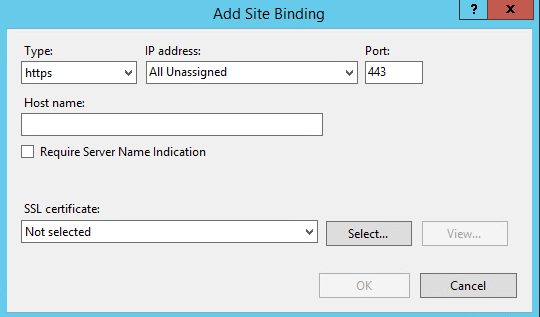 Add Site Binding
? x
Type: IP address: Port:
https All Unassigned 443
Host name:
Require Server Name Indication
SSL certificate:
Not selected Select... View...
OK Cancel